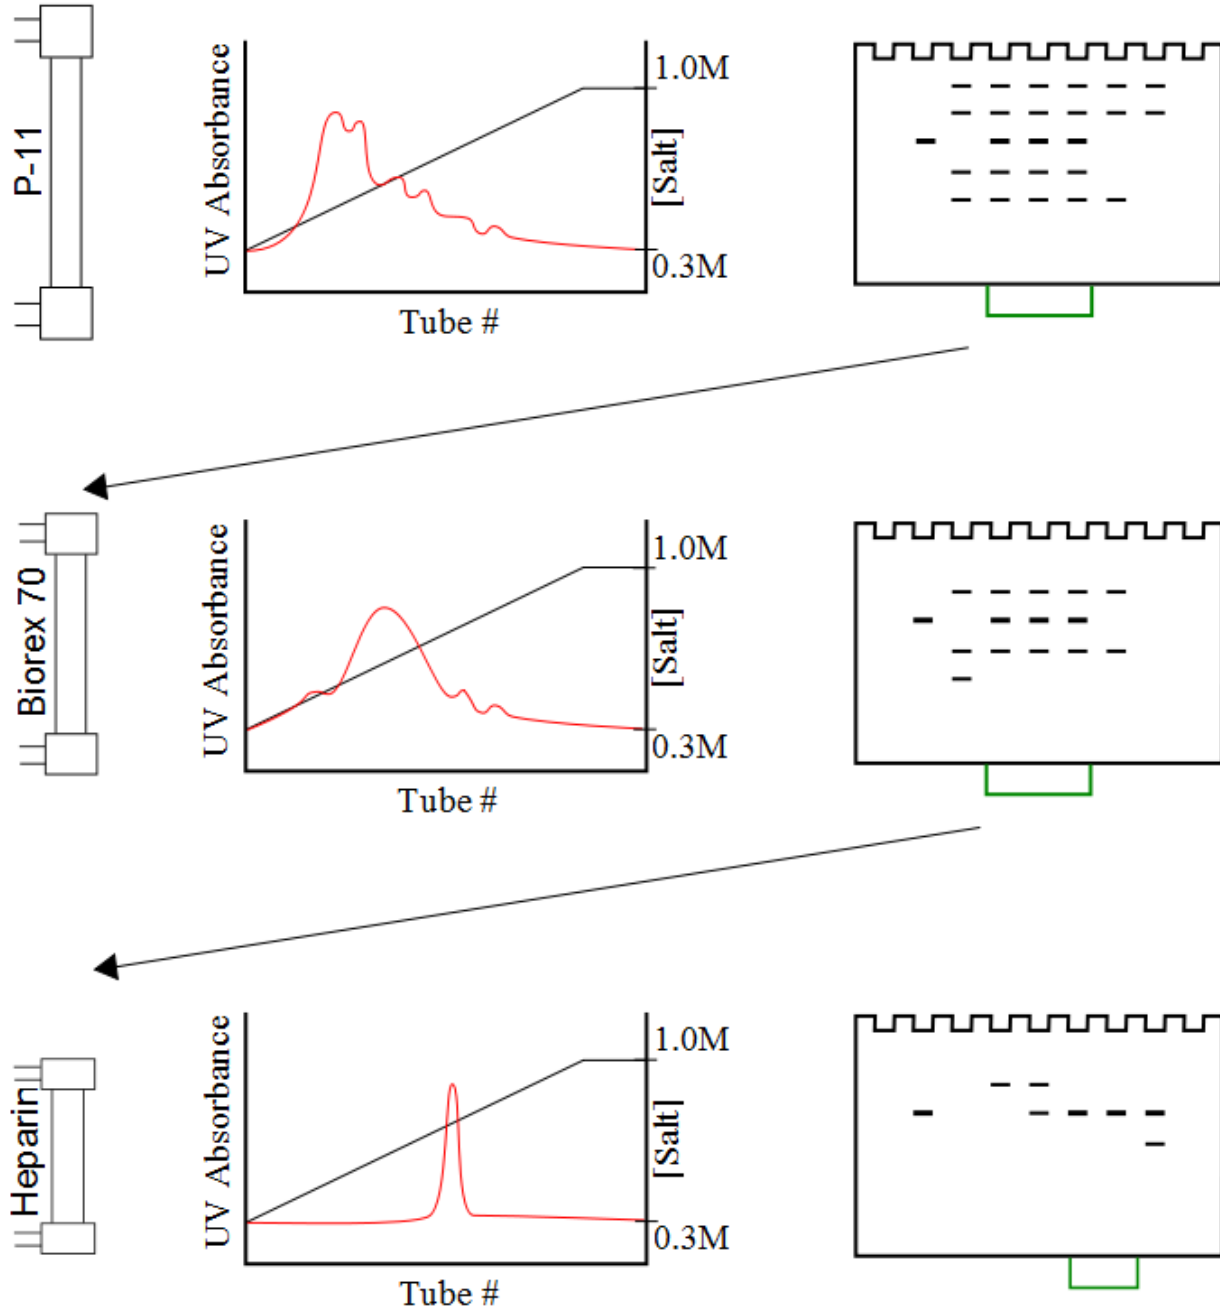 P-11
UV Absorbance
1.0M
[Salt]
0.3M
Tube #
Biorex 70
UV Absorbance
1.0M
[Salt]
0.3M
Tube #
Heparin
UV Absorbance
1.0M
[Salt]
0.3M
Tube #